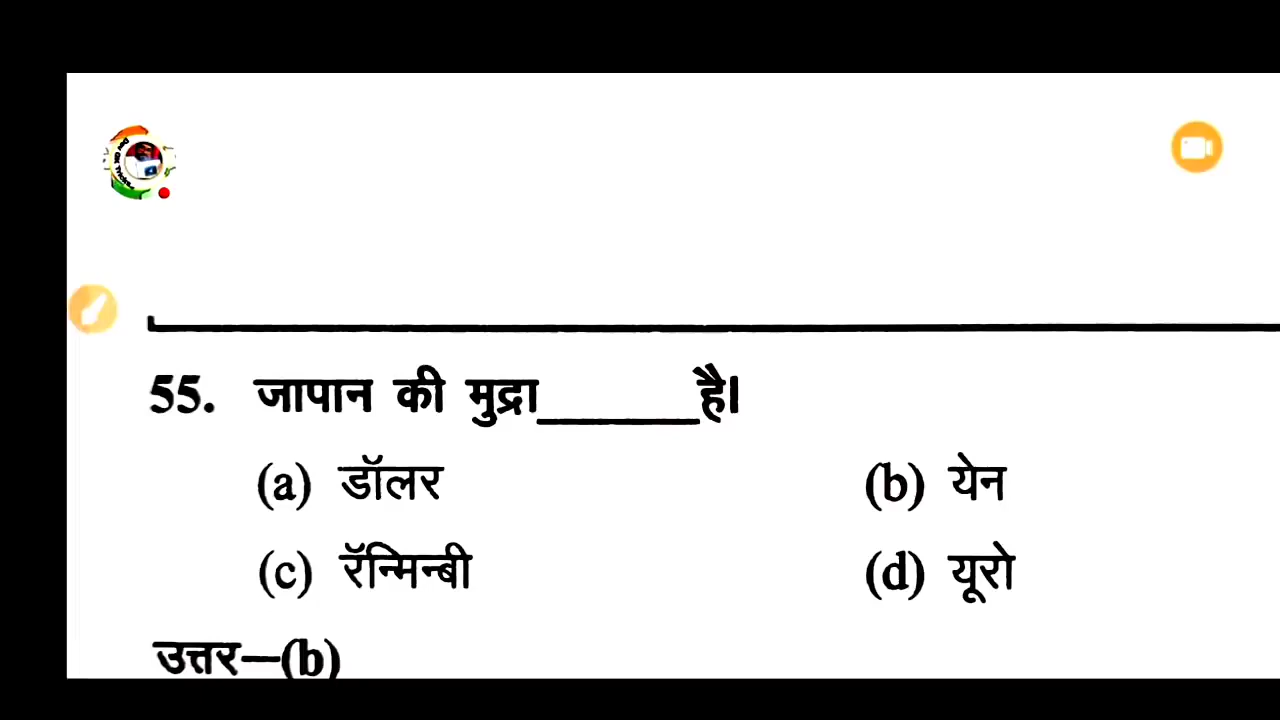 55. जापान की मुद्रा______है।
(a) डॉलर (b) येन
(c) रॅन्मिन्बी (d) यूरो
उत्तर—(b)